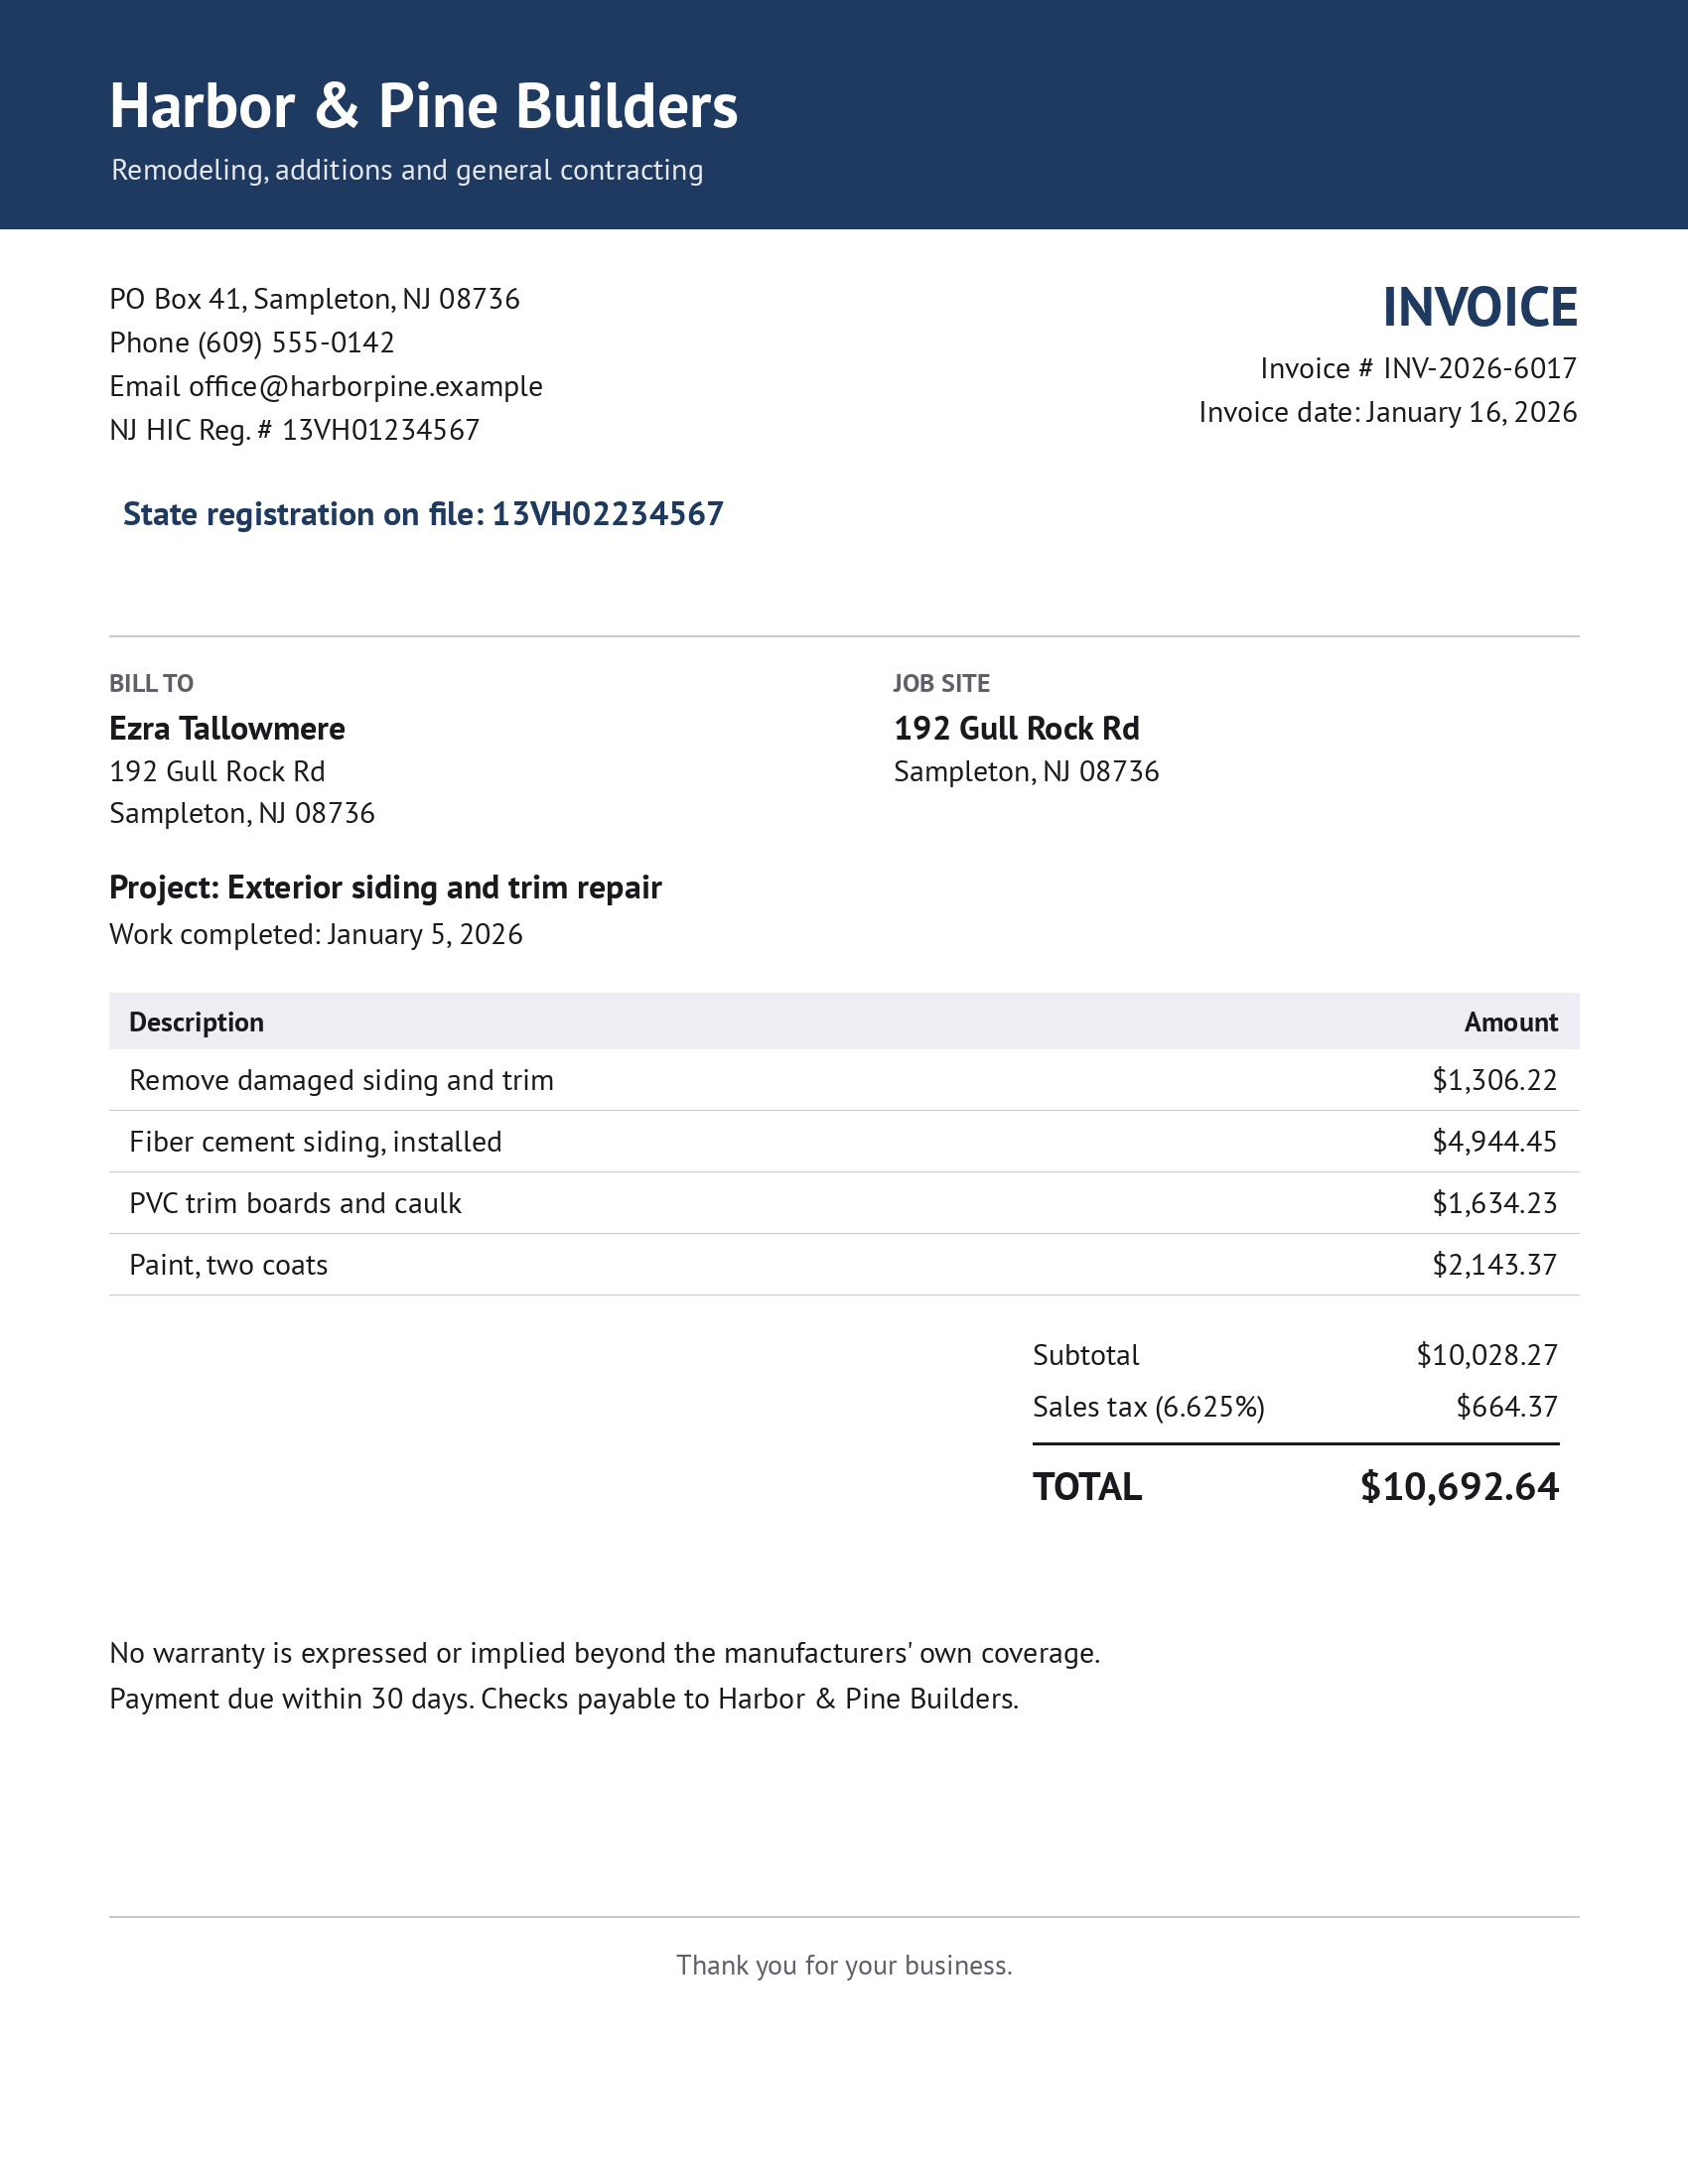 Harbor & Pine Builders
Remodeling, additions and general contracting
PO Box 41, Sampleton, NJ 08736
Phone (609) 555-0142
Email office@harborpine.example
NJ HIC Reg. # 13VH01234567
INVOICE
Invoice # INV-2026-6017
Invoice date: January 16, 2026
State registration on file: 13VH02234567
BILL TO
Ezra Tallowmere
192 Gull Rock Rd
Sampleton, NJ 08736
JOB SITE
192 Gull Rock Rd
Sampleton, NJ 08736
Project: Exterior siding and trim repair
Work completed: January 5, 2026
Description Amount
Remove damaged siding and trim $1,306.22
Fiber cement siding, installed $4,944.45
PVC trim boards and caulk $1,634.23
Paint, two coats $2,143.37
Subtotal $10,028.27
Sales tax (6.625%) $664.37
TOTAL $10,692.64
No warranty is expressed or implied beyond the manufacturers' own coverage.
Payment due within 30 days. Checks payable to Harbor & Pine Builders.
Thank you for your business.